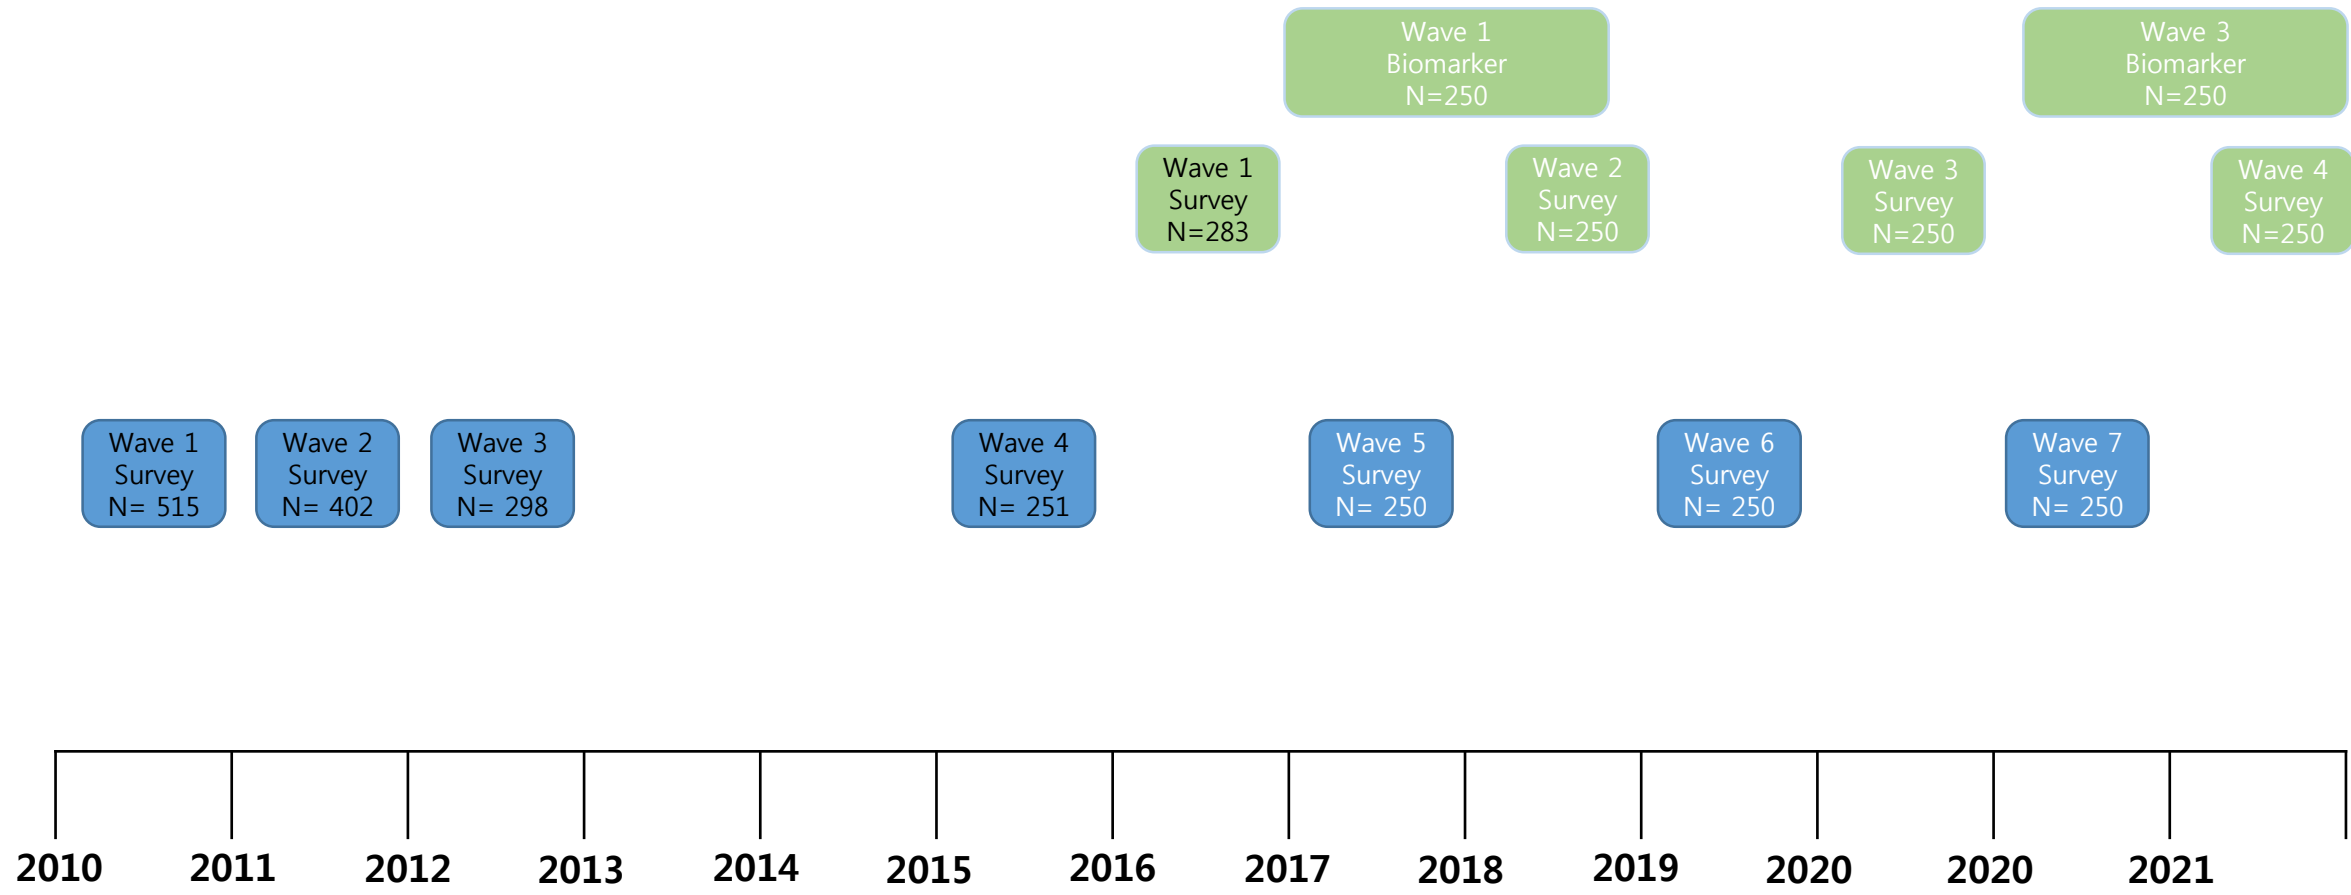 Wave 1
Biomarker
N=250
Wave 3
Biomarker
N=250
Wave 1
Survey
N=283
Wave 2
Survey
N=250
Wave 3
Survey
N=250
Wave 4
Survey
N=250
Wave 1
Survey
N= 515
Wave 2
Survey
N= 402
Wave 3
Survey
N= 298
Wave 4
Survey
N= 251
Wave 5
Survey
N= 250
Wave 6
Survey
N= 250
Wave 7
Survey
N= 250
2010 2011 2012 2013 2014 2015 2016 2017 2018 2019 2020 2020 2021